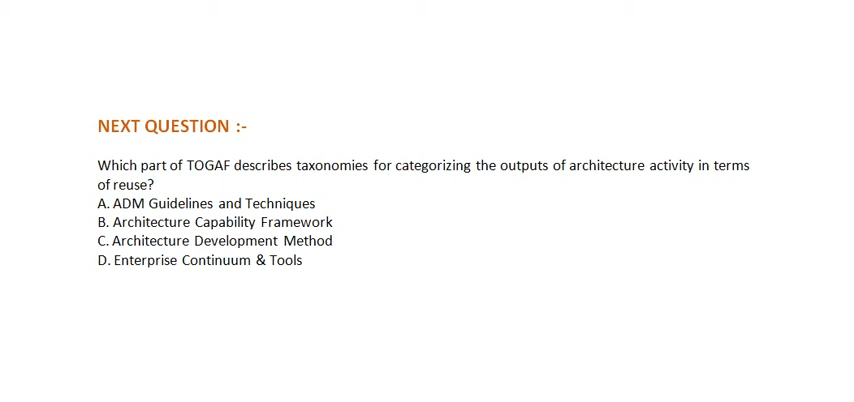 NEXT QUESTION :-
Which part of TOGAF describes taxonomies for categorizing the outputs of architecture activity in terms
of reuse?
A. ADM Guidelines and Techniques
B. Architecture Capability Framework
C. Architecture Development Method
D. Enterprise Continuum & Tools